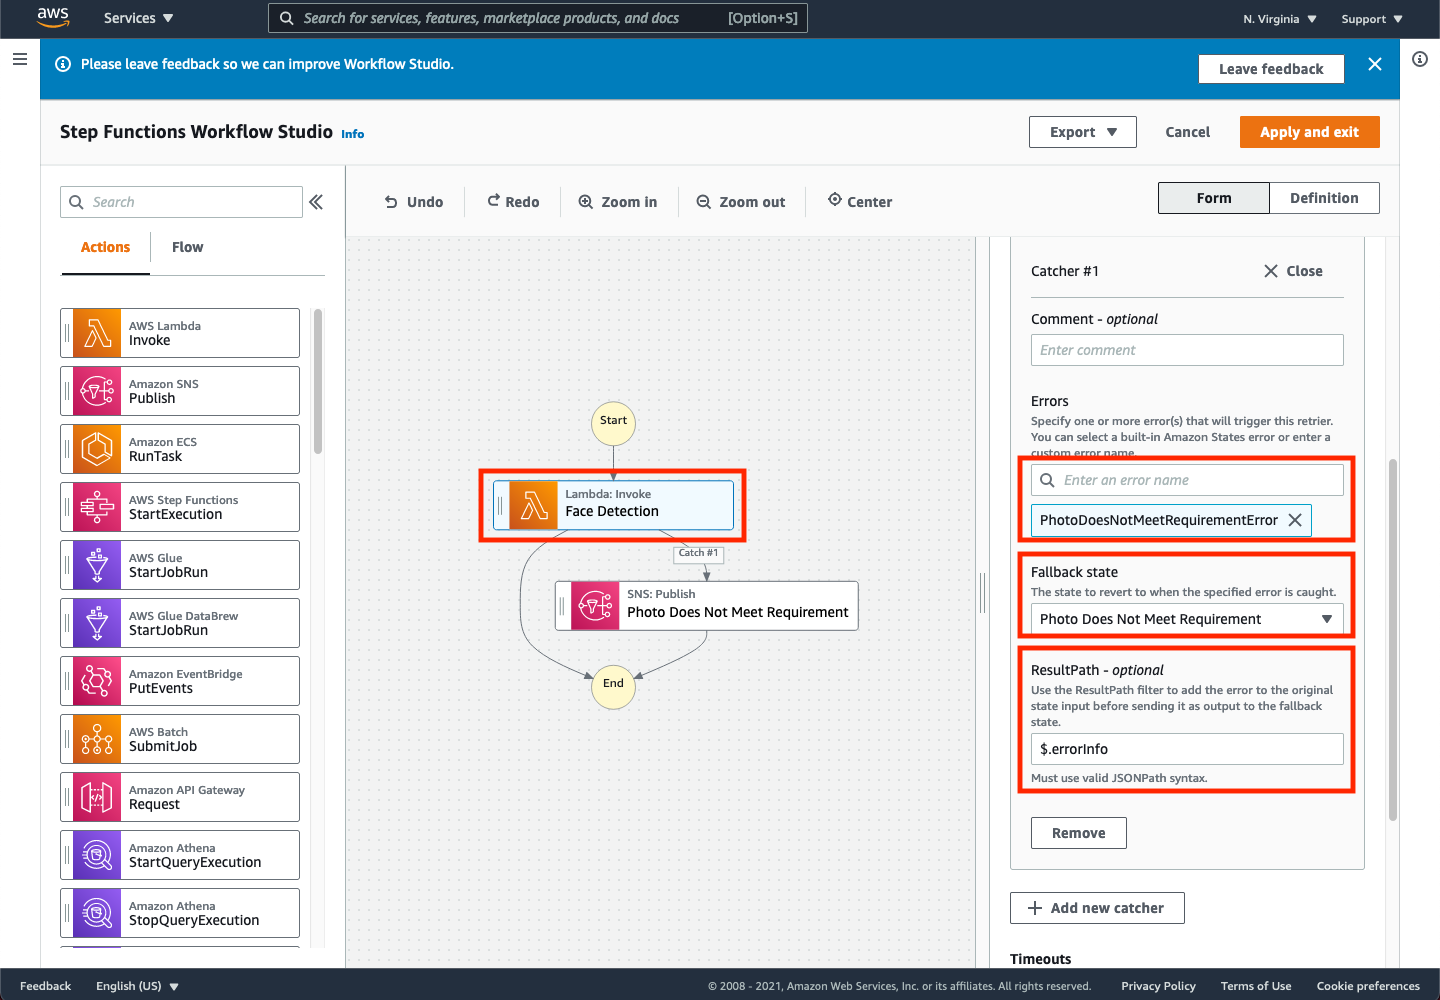 aws
Services
Search for services, features, marketplace products, and docs
[Option+S]
N. Virginia
Support
Please leave feedback so we can improve Workflow Studio.
Leave feedback
Step Functions Workflow Studio
Info
Export
Cancel
Apply and exit
Search
Undo
Redo
Zoom in
Zoom out
Center
Form
Definition
Actions
Flow
AWS Lambda
Invoke
Amazon SNS
Publish
Amazon ECS
RunTask
AWS Step Functions
StartExecution
AWS Glue
StartJobRun
AWS Glue DataBrew
StartJobRun
Amazon EventBridge
PutEvents
AWS Batch
SubmitJob
Amazon API Gateway
Request
Amazon Athena
StartQueryExecution
Amazon Athena
StopQueryExecution
Start
Lambda: Invoke
Face Detection
Catch #1
SNS: Publish
Photo Does Not Meet Requirement
End
Catcher #1
Close
Comment - optional
Enter comment
Errors
Specify one or more error(s) that will trigger this retrier.
You can select a built-in Amazon States error or enter a
custom error name.
Enter an error name
PhotoDoesNotMeetRequirementError
Fallback state
The state to revert to when the specified error is caught.
Photo Does Not Meet Requirement
ResultPath - optional
Use the ResultPath filter to add the error to the original
state input before sending it as output to the fallback
state.
$.errorInfo
Must use valid JSONPath syntax.
Remove
Add new catcher
Timeouts
Feedback
English (US)
© 2008 - 2021, Amazon Web Services, Inc. or its affiliates. All rights reserved.
Privacy Policy
Terms of Use
Cookie preferences